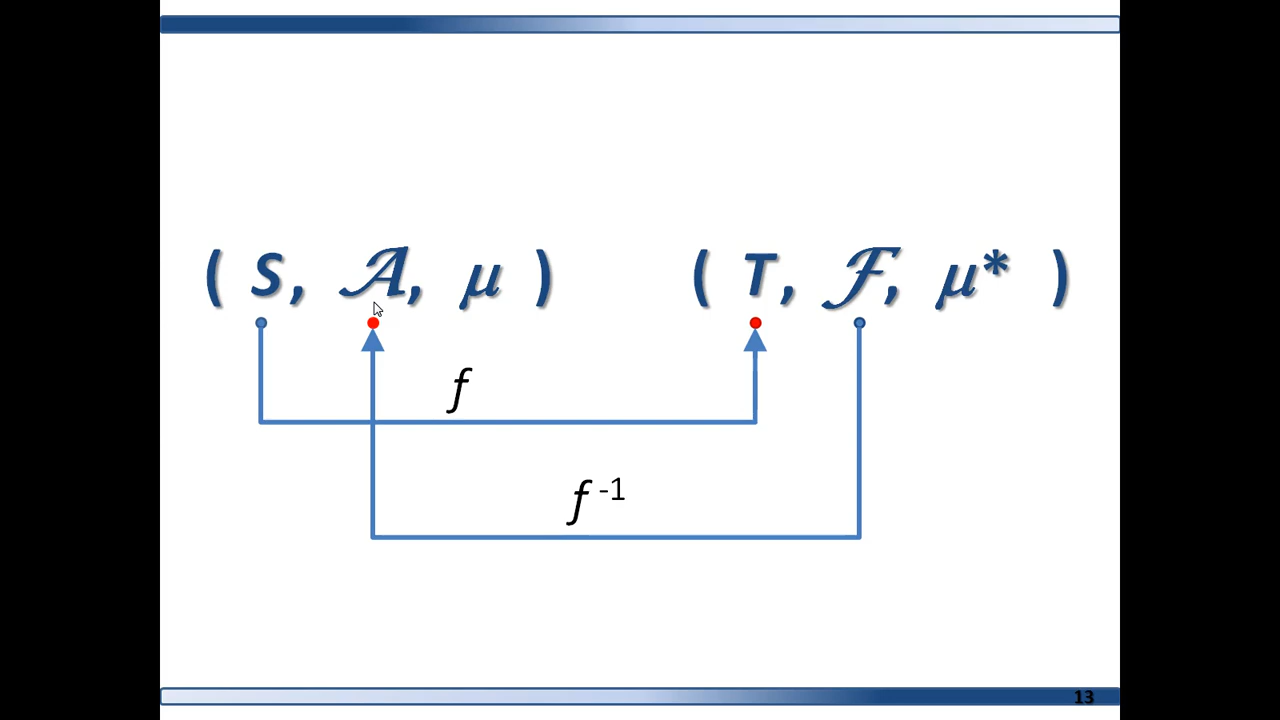 ( S, 𝒜, μ ) ( T, ℱ, μ* )
f
f -1
13